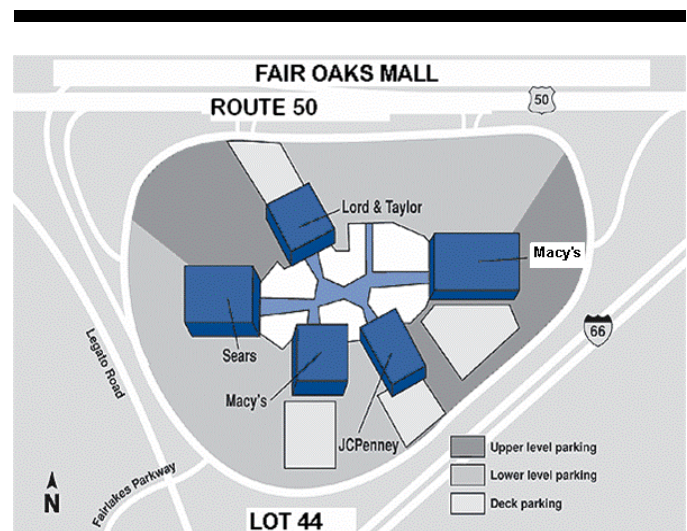 FAIR OAKS MALL
ROUTE 50
50
Lord & Taylor
Macy's
66
Sears
Legato Road
Macy's
JCPenney
Upper level parking
Lower level parking
Deck parking
Fairlakes Parkway
N
LOT 44